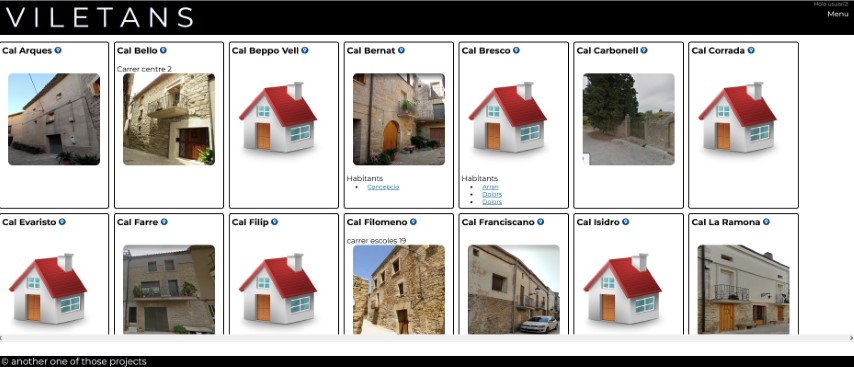 VILETANS
Hola usuari2!
Menu
Cal Arques
Cal Bello
Cal Beppo Vell
Cal Bernat
Cal Bresco
Cal Carbonell
Cal Corrada
Carrer centre 2
Habitants
Concepcio
Habitants
Arran
Dolors
Dolors
Cal Evaristo
Cal Farre
Cal Filip
Cal Filomeno
Cal Franciscano
Cal Isidro
Cal La Ramona
carrer escoles 19
© another one of those projects